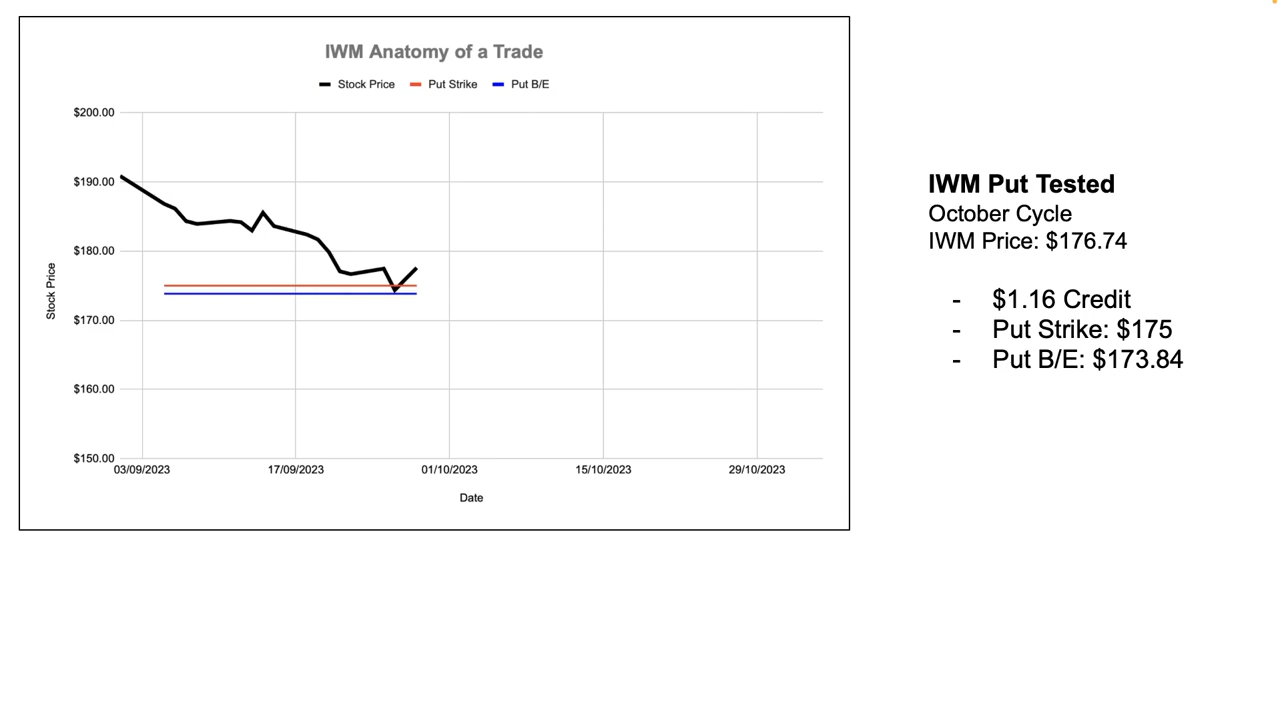 IWM Anatomy of a Trade
Stock Price Put Strike Put B/E
$200.00
$190.00
$180.00
$170.00
$160.00
$150.00
Stock Price
03/09/2023 17/09/2023 01/10/2023 15/10/2023 29/10/2023
Date
IWM Put Tested
October Cycle
IWM Price: $176.74
- $1.16 Credit
- Put Strike: $175
- Put B/E: $173.84